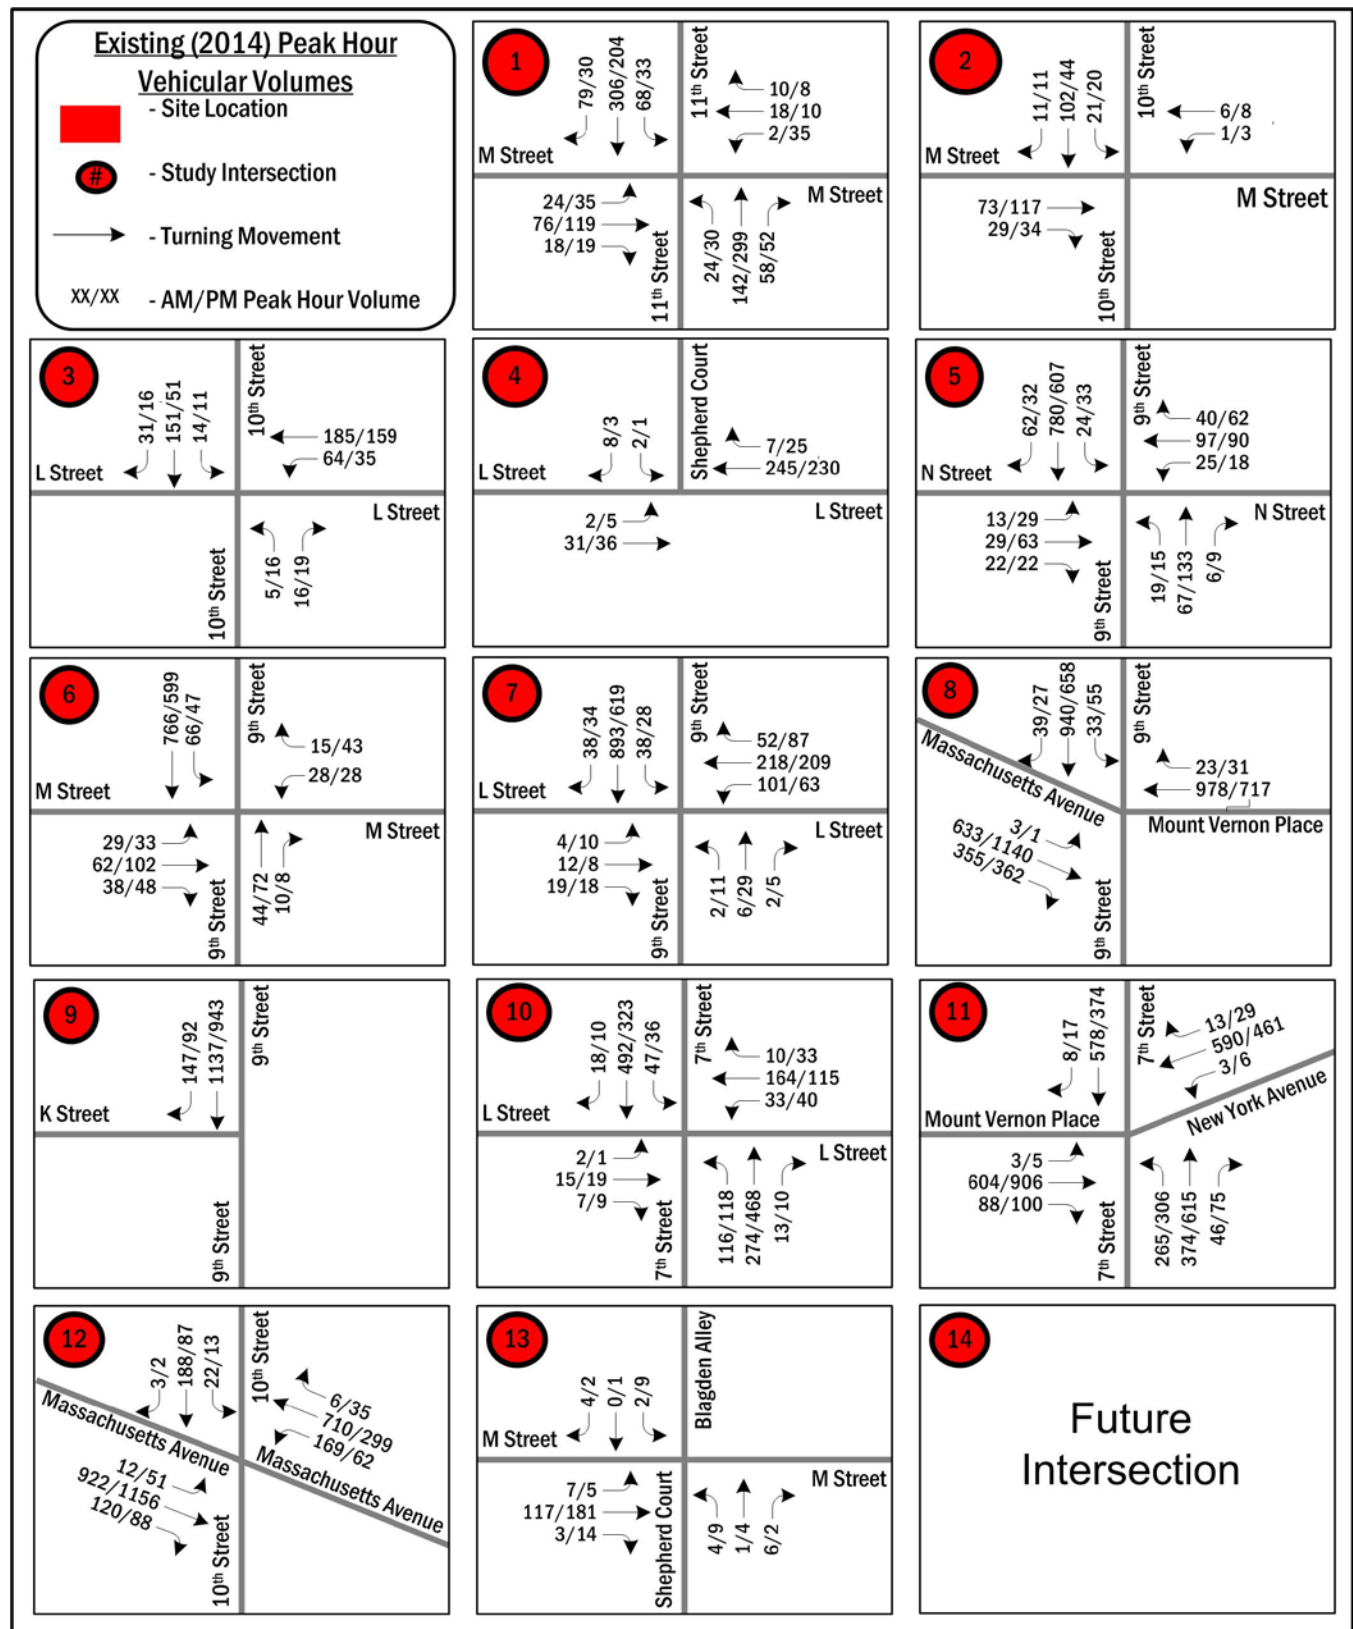 Existing (2014) Peak Hour
Vehicular Volumes
- Site Location
#
- Study Intersection
- Turning Movement
XX/XX
- AM/PM Peak Hour Volume
1
79/30
306/204
68/33
11th Street
10/8
18/10
2/35
M Street
M Street
24/35
76/119
18/19
11th Street
24/30
142/299
58/52
2
11/11
102/44
21/20
10th Street
6/8
1/3
M Street
M Street
73/117
29/34
10th Street
3
31/16
151/51
14/11
10th Street
185/159
64/35
L Street
L Street
10th Street
5/16
16/19
4
8/3
2/1
Shepherd Court
7/25
245/230
L Street
L Street
2/5
31/36
5
62/32
780/607
24/33
9th Street
40/62
97/90
25/18
N Street
N Street
13/29
29/63
22/22
9th Street
19/15
67/133
6/9
6
766/599
66/47
9th Street
15/43
28/28
M Street
M Street
29/33
62/102
38/48
9th Street
44/72
10/8
7
38/34
893/619
38/28
9th Street
52/87
218/209
101/63
L Street
L Street
4/10
12/8
19/18
9th Street
2/11
6/29
2/5
8
39/27
940/658
33/55
9th Street
23/31
978/717
Massachusetts Avenue
Mount Vernon Place
3/1
633/1140
355/362
9th Street
9
147/92
1137/943
9th Street
K Street
9th Street
10
18/10
492/323
47/36
7th Street
10/33
164/115
33/40
L Street
L Street
2/1
15/19
7/9
7th Street
116/118
274/468
13/10
11
8/17
578/374
7th Street
13/29
590/461
3/6
Mount Vernon Place
New York Avenue
3/5
604/906
88/100
7th Street
265/306
374/615
46/75
12
3/2
188/87
22/13
10th Street
6/35
710/299
169/62
Massachusetts Avenue
Massachusetts Avenue
12/51
922/1156
120/88
10th Street
13
4/2
0/1
2/9
Blagden Alley
M Street
M Street
7/5
117/181
3/14
Shepherd Court
4/9
1/4
6/2
14
Future
Intersection